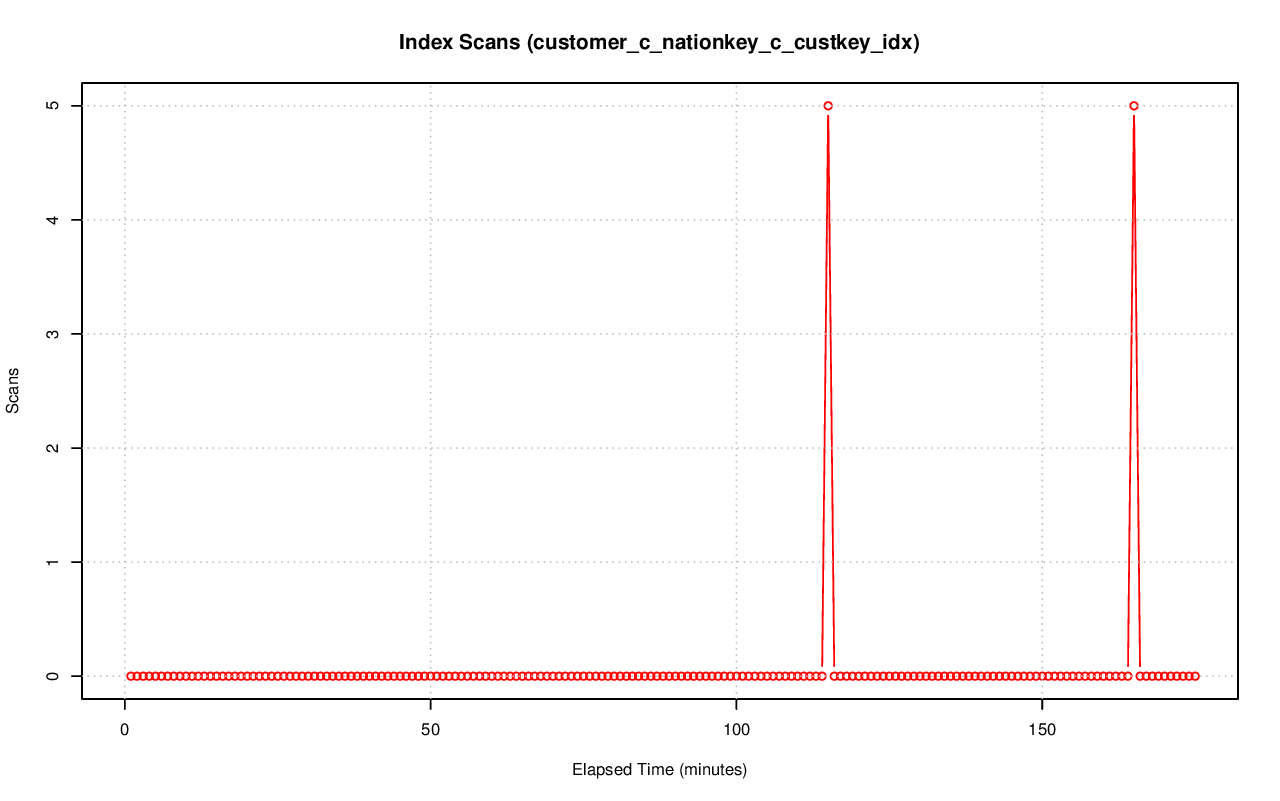 Index Scans (customer_c_nationkey_c_custkey_idx)
5
4
3
2
1
0
Scans
0 50 100 150
Elapsed Time (minutes)